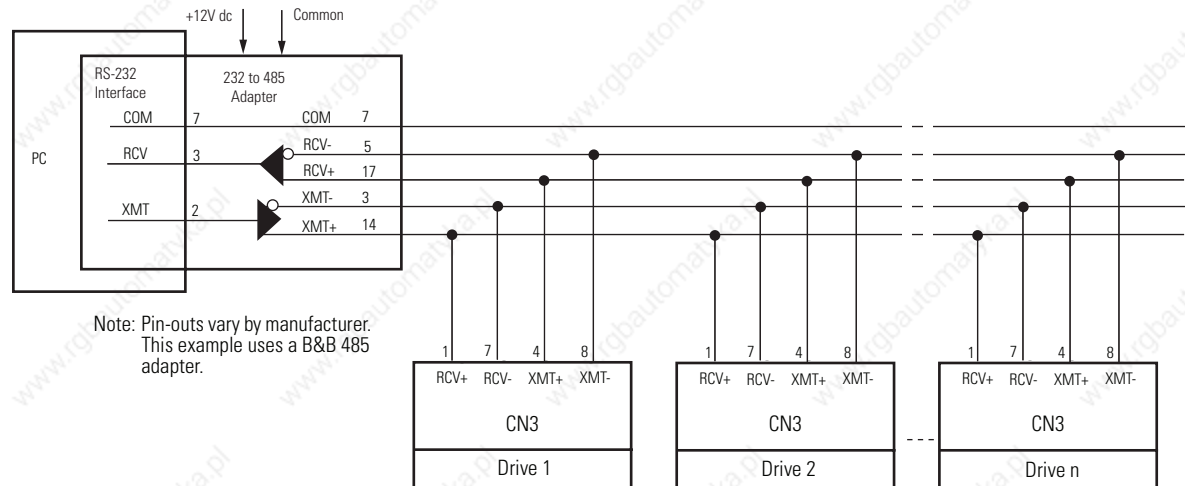 +12V dc Common
RS-232
Interface
232 to 485
Adapter
COM 7 COM 7
PC
RCV 3 RCV- 5
RCV+ 17
XMT 2 XMT- 3
XMT+ 14
Note: Pin-outs vary by manufacturer.
This example uses a B&B 485
adapter.
1 7 4 8
RCV+ RCV- XMT+ XMT-
CN3
Drive 1
1 7 4 8
RCV+ RCV- XMT+ XMT-
CN3
Drive 2
1 7 4 8
RCV+ RCV- XMT+ XMT-
CN3
Drive n
www.rgbautomatyka.pl